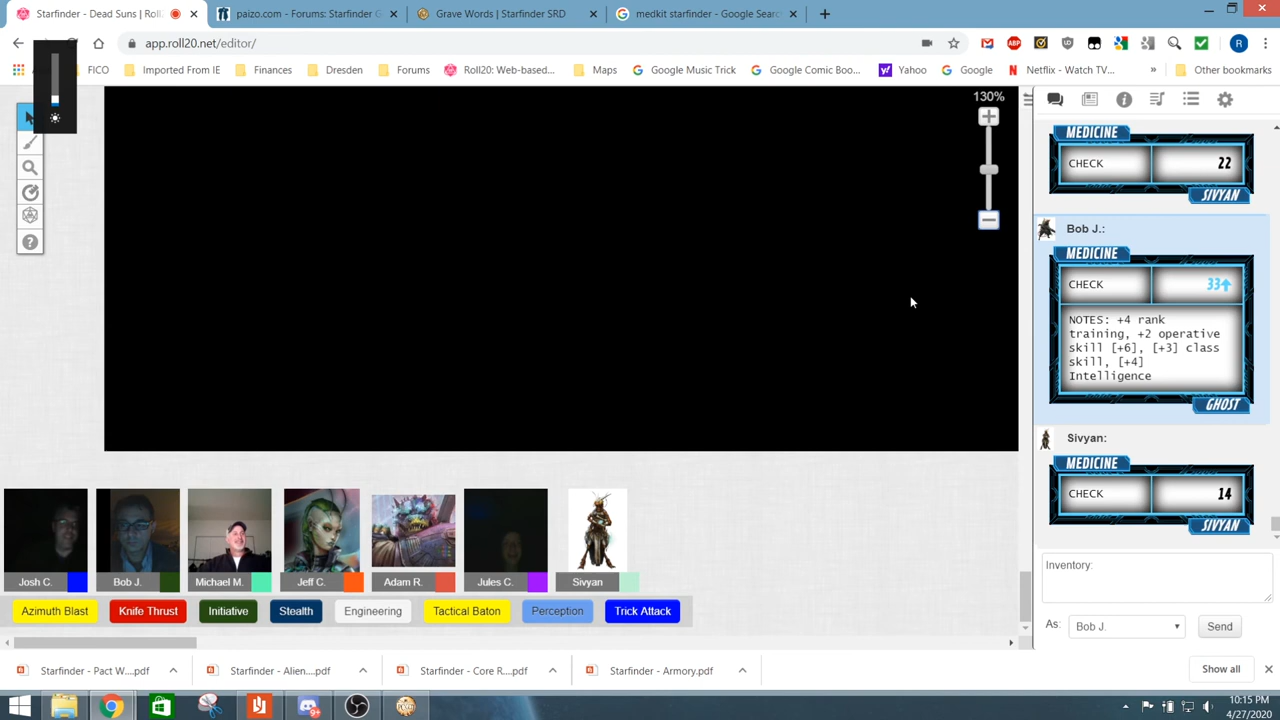 Starfinder - Dead Suns | Roll2
paizo.com - Forums: Starfinder G
Grave Words | Starfinder SRD
medkit starfinder - Google Searc
app.roll20.net/editor/
FICO
Imported From IE
Finances
Dresden
Forums
Roll20: Web-based...
Maps
Google Music Trick
Google Comic Boo...
Yahoo
Google
Netflix - Watch TV...
»
Other bookmarks
130%
MEDICINE
CHECK 22
SIVYAN
Bob J.:
MEDICINE
CHECK 33
NOTES: +4 rank
training, +2 operative
skill [+6], [+3] class
skill, [+4]
Intelligence
GHOST
Sivyan:
MEDICINE
CHECK 14
SIVYAN
Josh C.
Bob J.
Michael M.
Jeff C.
Adam R.
Jules C.
Sivyan
Inventory:
Azimuth Blast
Knife Thrust
Initiative
Stealth
Engineering
Tactical Baton
Perception
Trick Attack
As:
Bob J.
Send
Starfinder - Pact W....pdf
Starfinder - Alien....pdf
Starfinder - Core R....pdf
Starfinder - Armory.pdf
Show all
10:15 PM
4/27/2020